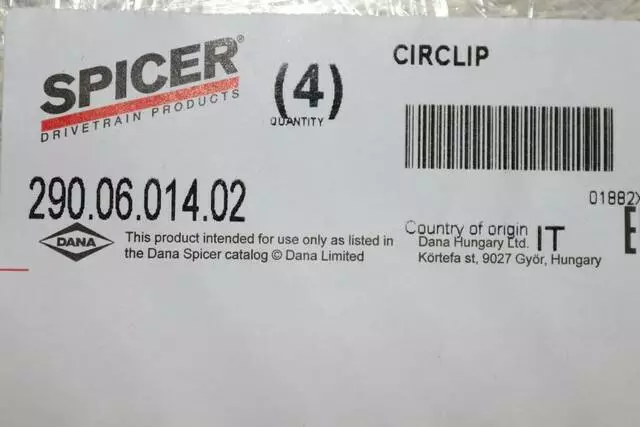 SPICER®
DRIVETRAIN PRODUCTS
(4)
QUANTITY
CIRCLIP
290.06.014.02
01882X
DANA
This product intended for use only as listed in
the Dana Spicer catalog © Dana Limited
Country of origin IT
Dana Hungary Ltd.
Körtefa st, 9027 Györ, Hungary
E